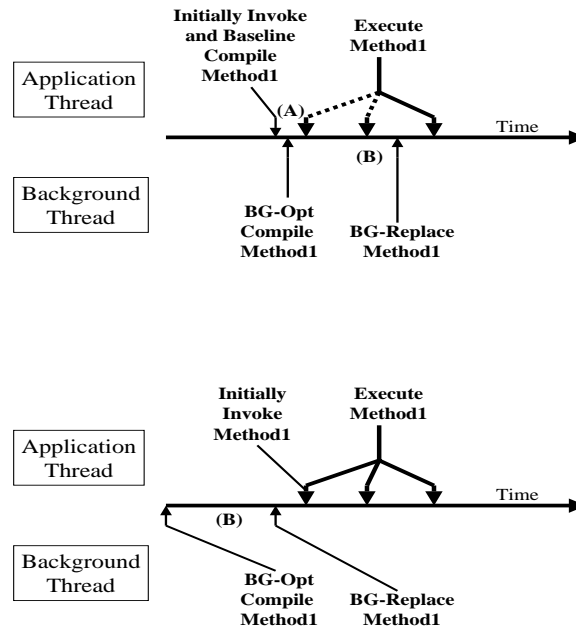 Initially Invoke
and Baseline
Compile
Method1
Execute
Method1
Application
Thread
(A)
Time
(B)
Background
Thread
BG-Opt
Compile
Method1
BG-Replace
Method1
Initially
Invoke
Method1
Execute
Method1
Application
Thread
Time
(B)
Background
Thread
BG-Opt
Compile
Method1
BG-Replace
Method1